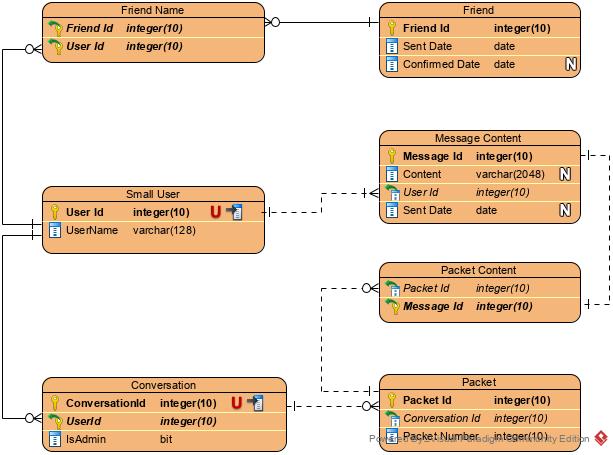 Friend Name
Friend Id integer(10)
User Id integer(10)
Friend
Friend Id integer(10)
Sent Date date
Confirmed Date date N
Message Content
Message Id integer(10)
Content varchar(2048) N
User Id integer(10)
Sent Date date N
Small User
User Id integer(10) U
UserName varchar(128)
Packet Content
Packet Id integer(10)
Message Id integer(10)
Conversation
ConversationId integer(10) U
UserId integer(10)
IsAdmin bit
Packet
Packet Id integer(10)
Conversation Id integer(10)
Packet Number integer(10)
Powered By Visual Paradigm Community Edition